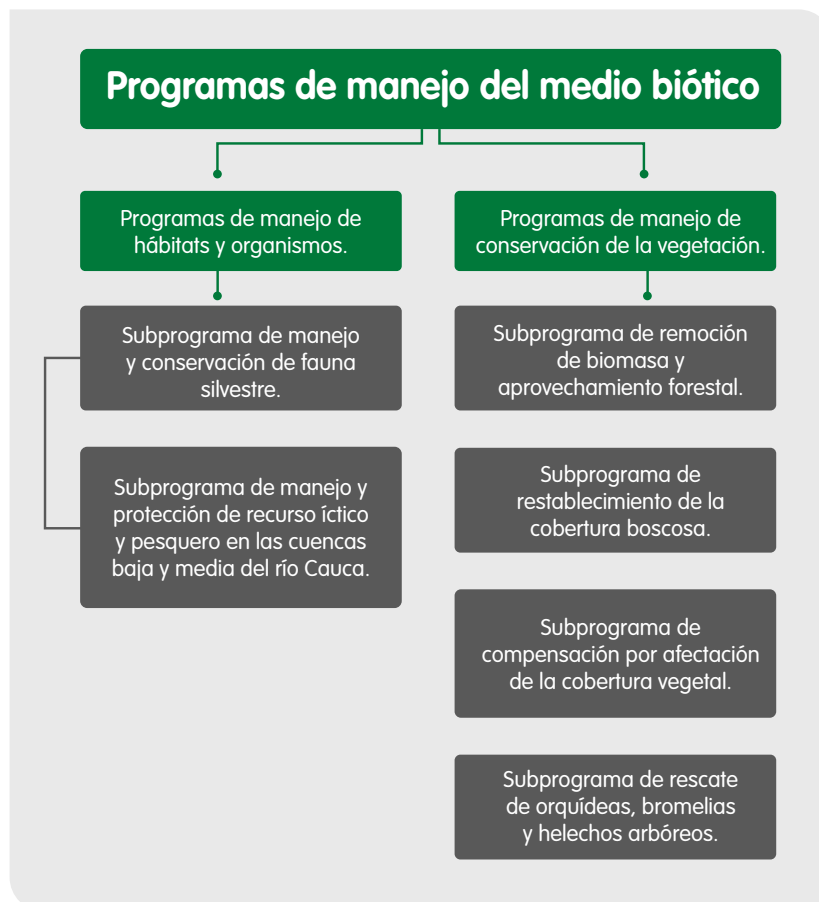 Programas de manejo del medio biótico
Programas de manejo de
hábitats y organismos.
Subprograma de manejo
y conservación de fauna
silvestre.
Subprograma de manejo y
protección de recurso íctico
y pesquero en las cuencas
baja y media del río Cauca.
Programas de manejo de
conservación de la vegetación.
Subprograma de remoción
de biomasa y
aprovechamiento forestal.
Subprograma de
restablecimiento de la
cobertura boscosa.
Subprograma de
compensación por afectación
de la cobertura vegetal.
Subprograma de rescate
de orquídeas, bromelias
y helechos arbóreos.